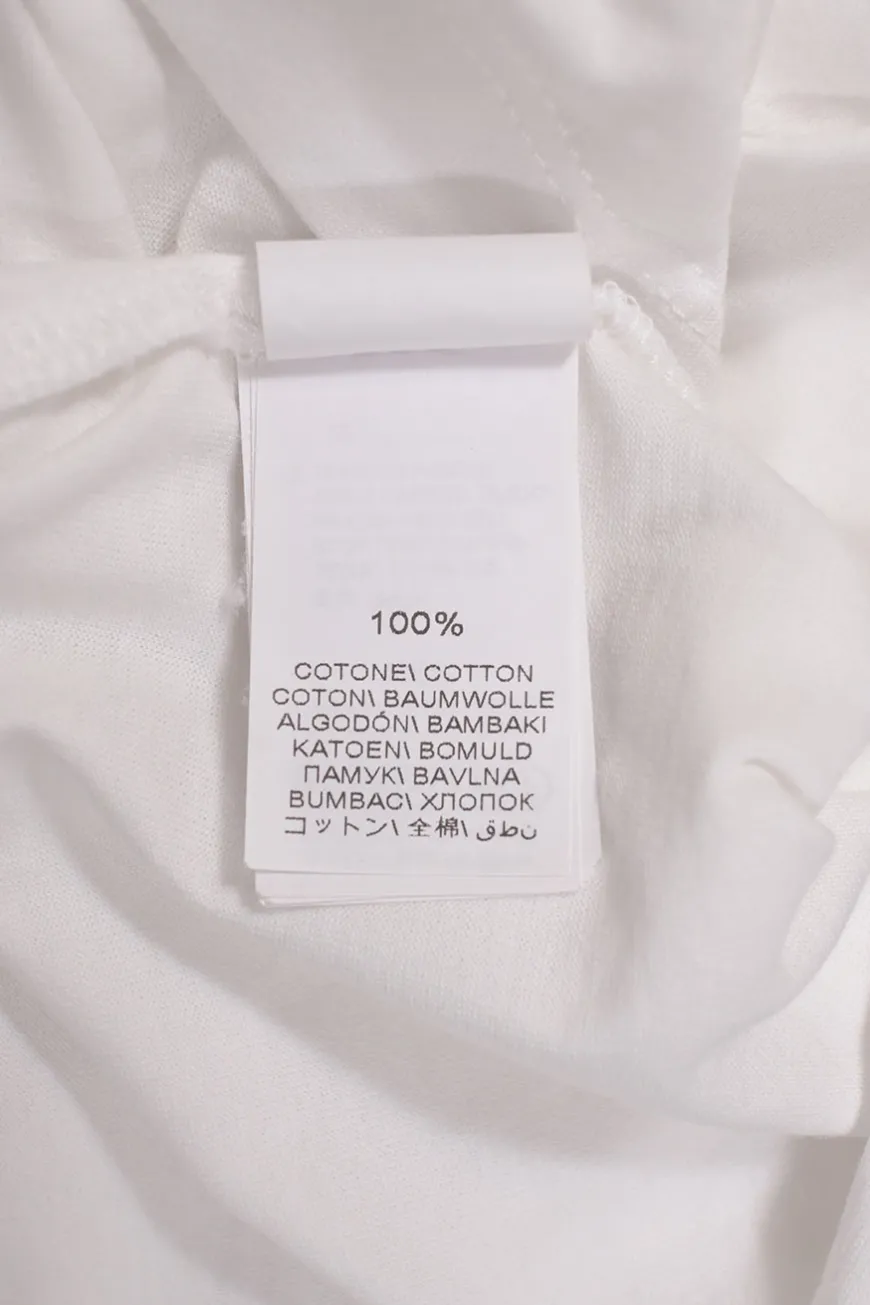 100%
COTONE\ COTTON
COTON\ BAUMWOLLE
ALGODÓN\ BAMBAKI
KATOEN\ BOMULD
ПАМУК\ BAVLNA
BUMBAC\ ХЛОПОК
コットン\ 全棉\ ن‌ط‌ق